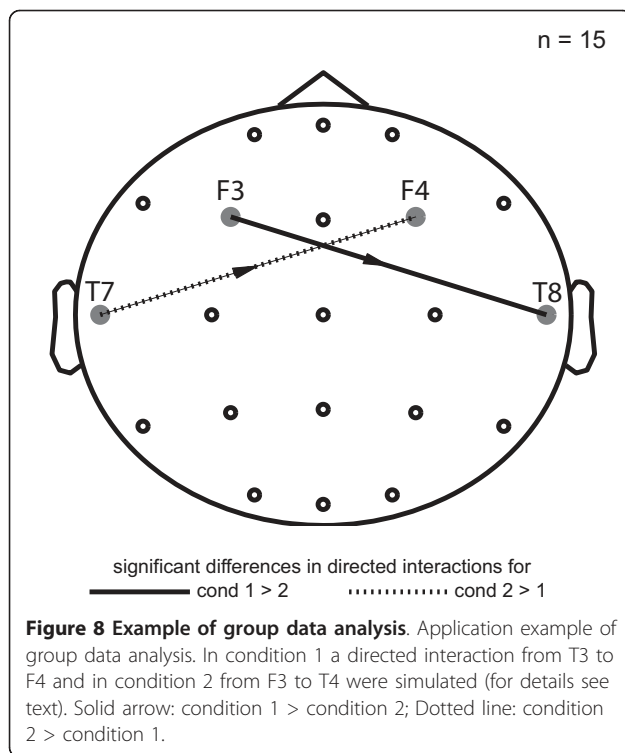 n = 15
F3 F4
T7 T8
significant differences in directed interactions for
cond 1 > 2 cond 2 > 1
Figure 8 Example of group data analysis. Application example of
group data analysis. In condition 1 a directed interaction from T3 to
F4 and in condition 2 from F3 to T4 were simulated (for details see
text). Solid arrow: condition 1 > condition 2; Dotted line: condition
2 > condition 1.